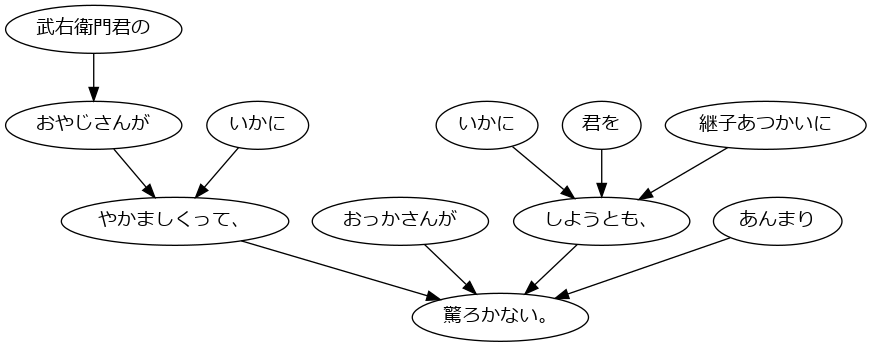 武右衛門君の
おやじさんが
いかに
いかに
君を
継子あつかいに
やかましくって、
おっかさんが
しようとも、
あんまり
驚ろかない。